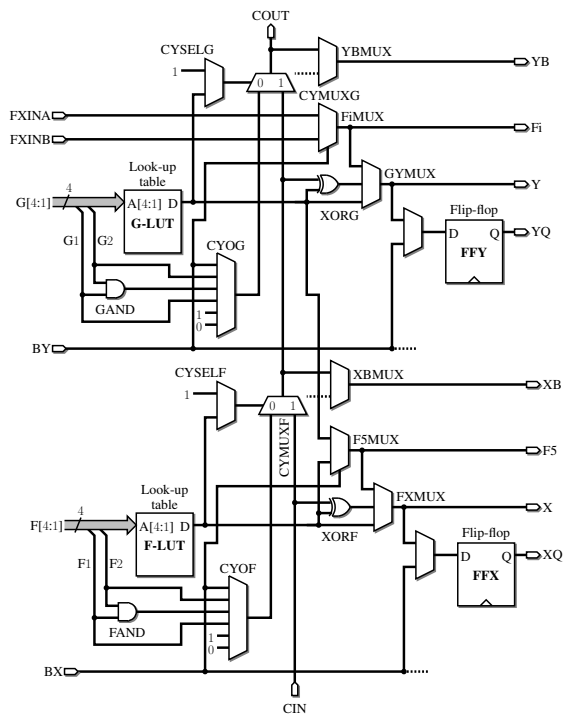 COUT
CYSELG
YBMUX
1
YB
0 1
CYMUXG
FXINA
FiMUX
FXINB
Fi
Look-up
table
GYMUX
G[4:1]
4
A[4:1] D
Y
G-LUT
XORG
Flip-flop
G1
G2
CYOG
D Q
YQ
FFY
GAND
1
0
BY
CYSELF
XBMUX
1
XB
0 1
CYMUXF
F5MUX
F5
Look-up
table
FXMUX
F[4:1]
4
A[4:1] D
X
F-LUT
XORF
Flip-flop
F1
F2
CYOF
D Q
XQ
FFX
FAND
1
0
BX
CIN